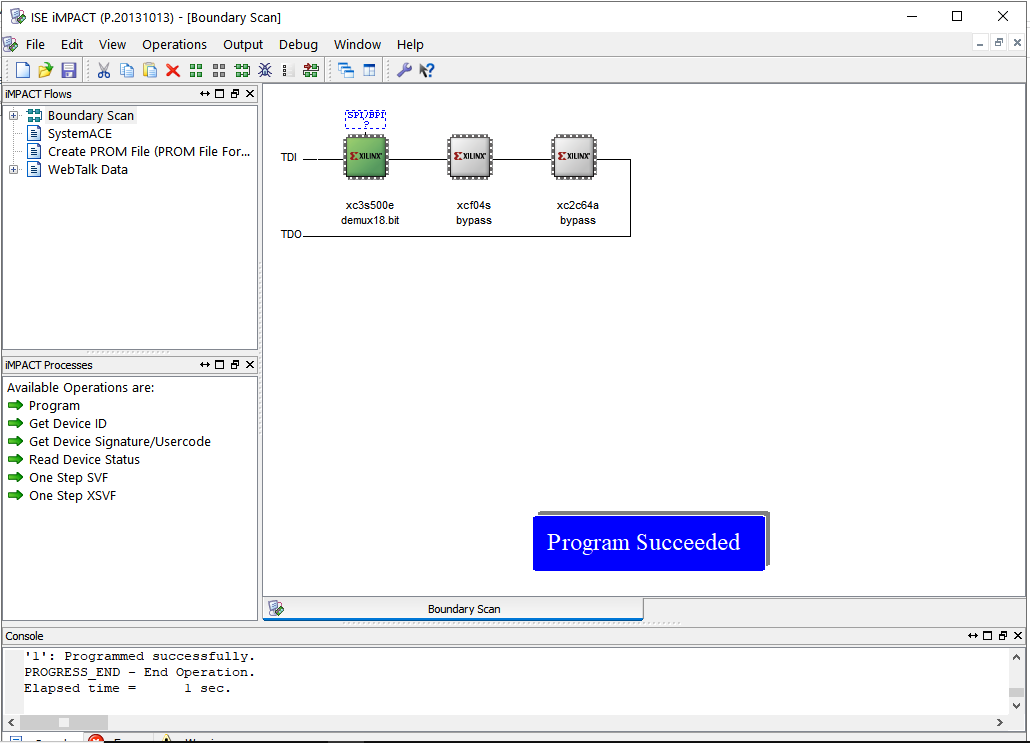 ISE iMPACT (P.20131013) - [Boundary Scan]
File Edit View Operations Output Debug Window Help
iMPACT Flows
Boundary Scan
SystemACE
Create PROM File (PROM File For...
WebTalk Data
SPI/BPI
?
TDI
XILINX XILINX XILINX
xc3s500e xcf04s xc2c64a
demux18.bit bypass bypass
TDO
iMPACT Processes
Available Operations are:
Program
Get Device ID
Get Device Signature/Usercode
Read Device Status
One Step SVF
One Step XSVF
Program Succeeded
Boundary Scan
Console
'1': Programmed successfully.
PROGRESS_END - End Operation.
Elapsed time = 1 sec.